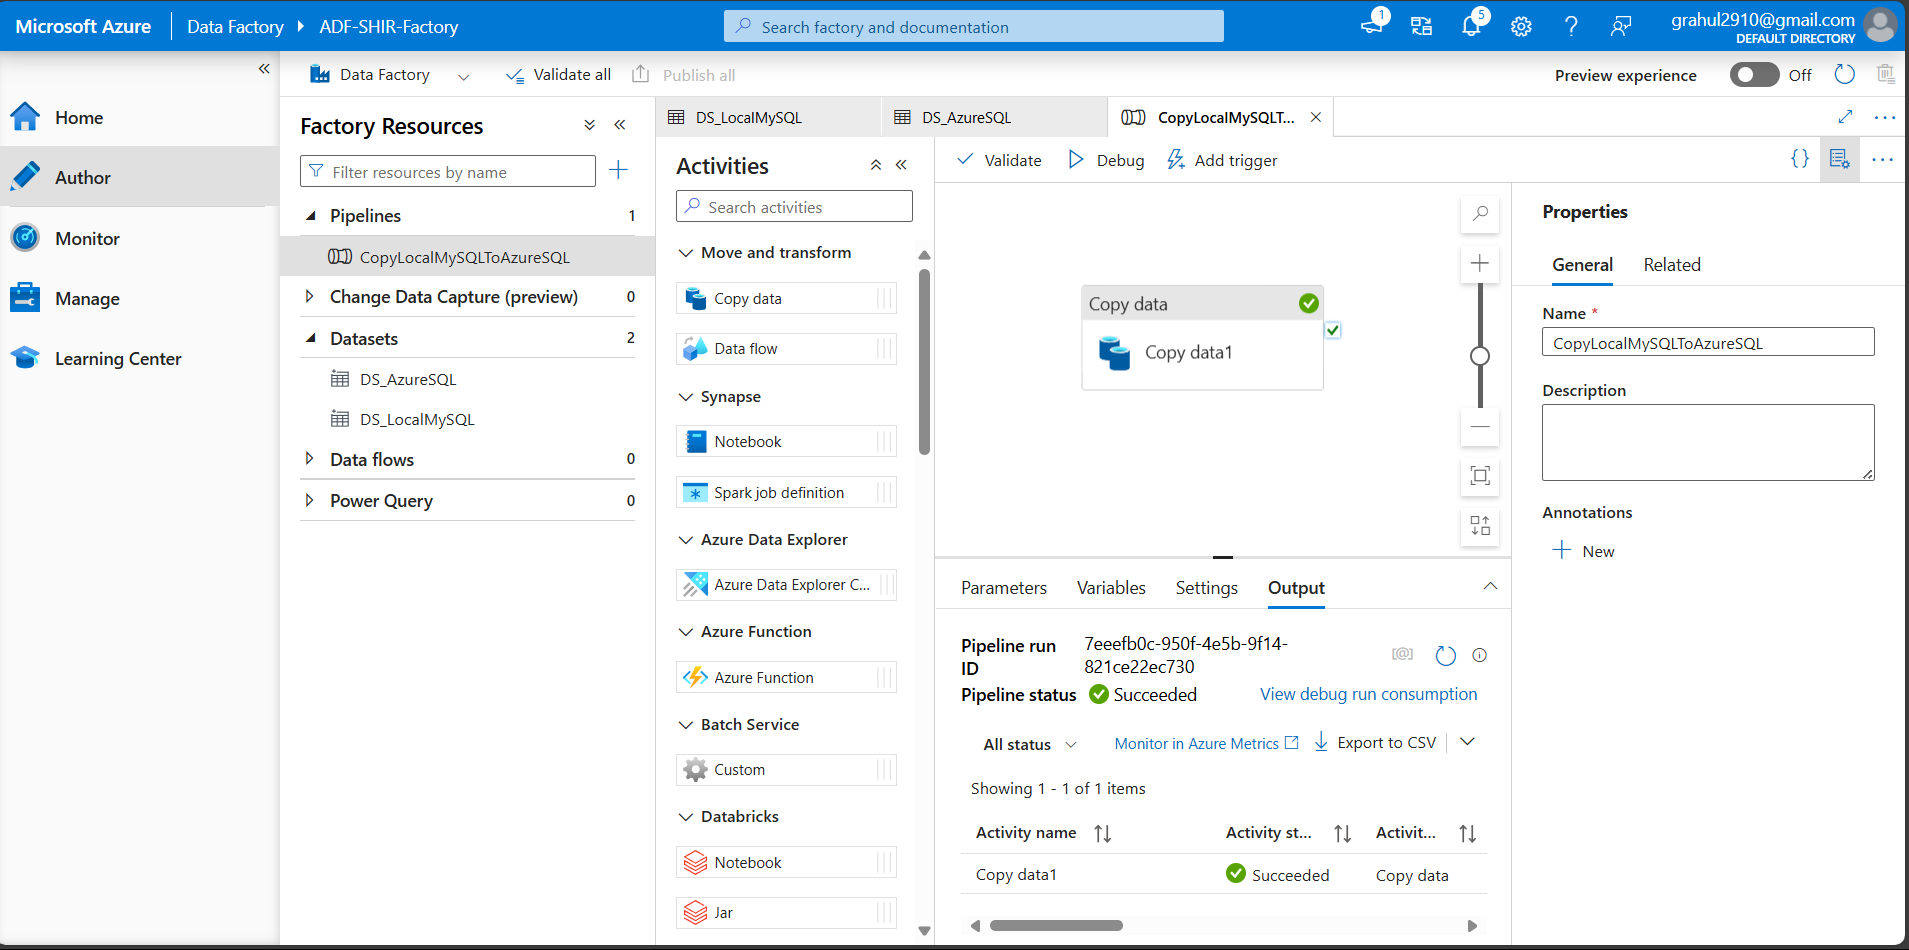 Microsoft Azure
Data Factory
ADF-SHIR-Factory
Search factory and documentation
1
5
grahul2910@gmail.com
DEFAULT DIRECTORY
Data Factory
Validate all
Publish all
Preview experience
Off
Home
Author
Monitor
Manage
Learning Center
Factory Resources
Filter resources by name
Pipelines
1
CopyLocalMySQLToAzureSQL
Change Data Capture (preview)
0
Datasets
2
DS_AzureSQL
DS_LocalMySQL
Data flows
0
Power Query
0
DS_LocalMySQL
DS_AzureSQL
CopyLocalMySQLT...
Activities
Search activities
Move and transform
Copy data
Data flow
Synapse
Notebook
Spark job definition
Azure Data Explorer
Azure Data Explorer C...
Azure Function
Azure Function
Batch Service
Custom
Databricks
Notebook
Jar
Validate
Debug
Add trigger
{}
Copy data
Copy data1
Parameters
Variables
Settings
Output
Pipeline run
ID
7eeefb0c-950f-4e5b-9f14-
821ce22ec730
[@]
Pipeline status
Succeeded
View debug run consumption
All status
Monitor in Azure Metrics
Export to CSV
Showing 1 - 1 of 1 items
Activity name
Activity st...
Activit...
Copy data1
Succeeded
Copy data
Properties
General
Related
Name *
CopyLocalMySQLToAzureSQL
Description
Annotations
New